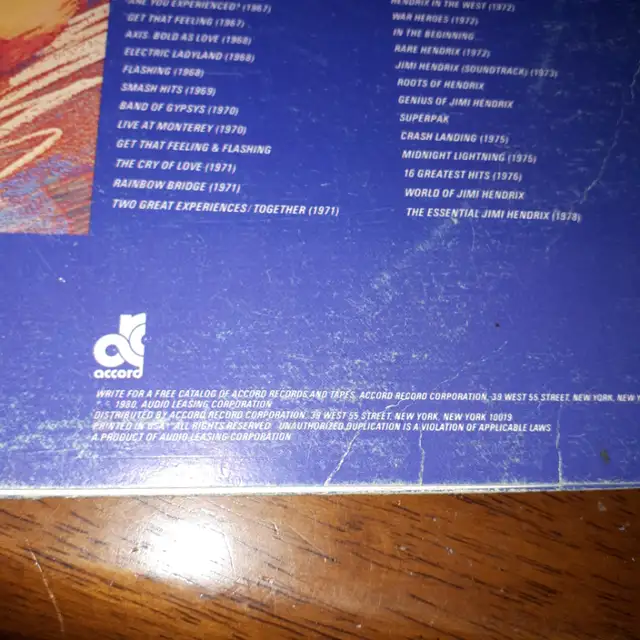 "ARE YOU EXPERIENCED" (1967)
GET THAT FEELING (1967)
AXIS: BOLD AS LOVE (1968)
ELECTRIC LADYLAND (1968)
FLASHING (1968)
SMASH HITS (1969)
BAND OF GYPSYS (1970)
LIVE AT MONTEREY (1970)
GET THAT FEELING & FLASHING
THE CRY OF LOVE (1971)
RAINBOW BRIDGE (1971)
TWO GREAT EXPERIENCES/TOGETHER (1971)
HENDRIX IN THE WEST (1972)
WAR HEROES (1972)
IN THE BEGINNING
RARE HENDRIX (1972)
JIMI HENDRIX (SOUNDTRACK) (1973)
ROOTS OF HENDRIX
GENIUS OF JIMI HENDRIX
SUPERPAK
CRASH LANDING (1975)
MIDNIGHT LIGHTNING (1975)
16 GREATEST HITS (1976)
WORLD OF JIMI HENDRIX
THE ESSENTIAL JIMI HENDRIX (1978)
ar
accord
WRITE FOR A FREE CATALOG OF ACCORD RECORDS AND TAPES. ACCORD RECORD CORPORATION, 39 WEST 55 STREET, NEW YORK, NEW Y
1980, AUDIO LEASING CORPORATION
DISTRIBUTED BY ACCORD RECORD CORPORATION. 39 WEST 55 STREET, NEW YORK, NEW YORK 10019
PRINTED IN USA ALL RIGHTS RESERVED UNAUTHORIZED DUPLICATION IS A VIOLATION OF APPLICABLE LAWS
A PRODUCT OF AUDIO LEASING CORPORATION